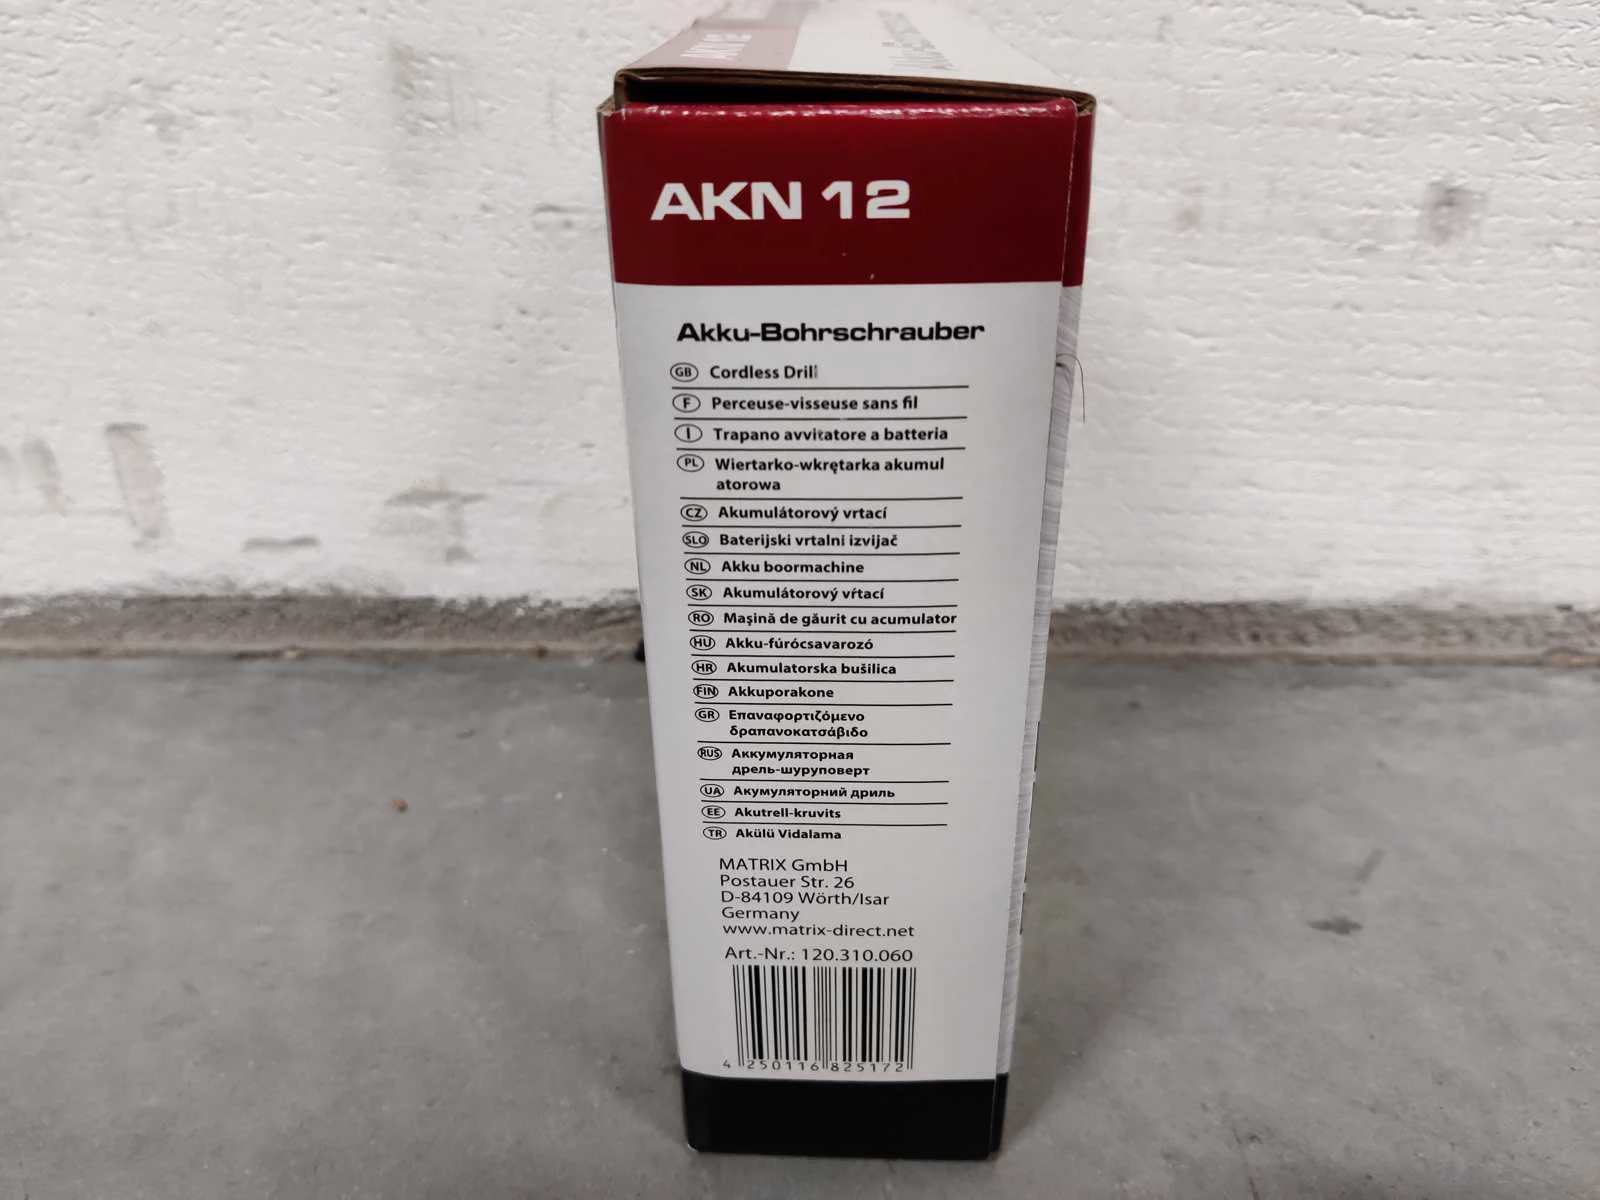 AKN 12
AKN 12
Akku-Bohrschrauber
GB Cordless Drill
F Perceuse-visseuse sans fil
I Trapano avvitatore a batteria
PL Wiertarko-wkrętarka akumul
atorowa
CZ Akumulátorový vrtací
SLO Baterijski vrtalni izvijač
NL Akku boormachine
SK Akumulátorový vŕtací
RO Maşină de găurit cu acumulator
HU Akku-fúrócsavarozó
HR Akumulatorska bušilica
FIN Akkuporakone
GR Επαναφορτιζόμενο
δραπανοκατσάβιδο
RUS Аккумуляторная
дрель-шуруповерт
UA Акумуляторний дриль
EE Akutrell-kruvits
TR Akülü Vidalama
MATRIX GmbH
Postauer Str. 26
D-84109 Wörth/Isar
Germany
www.matrix-direct.net
Art.-Nr.: 120.310.060
4 250116 825172